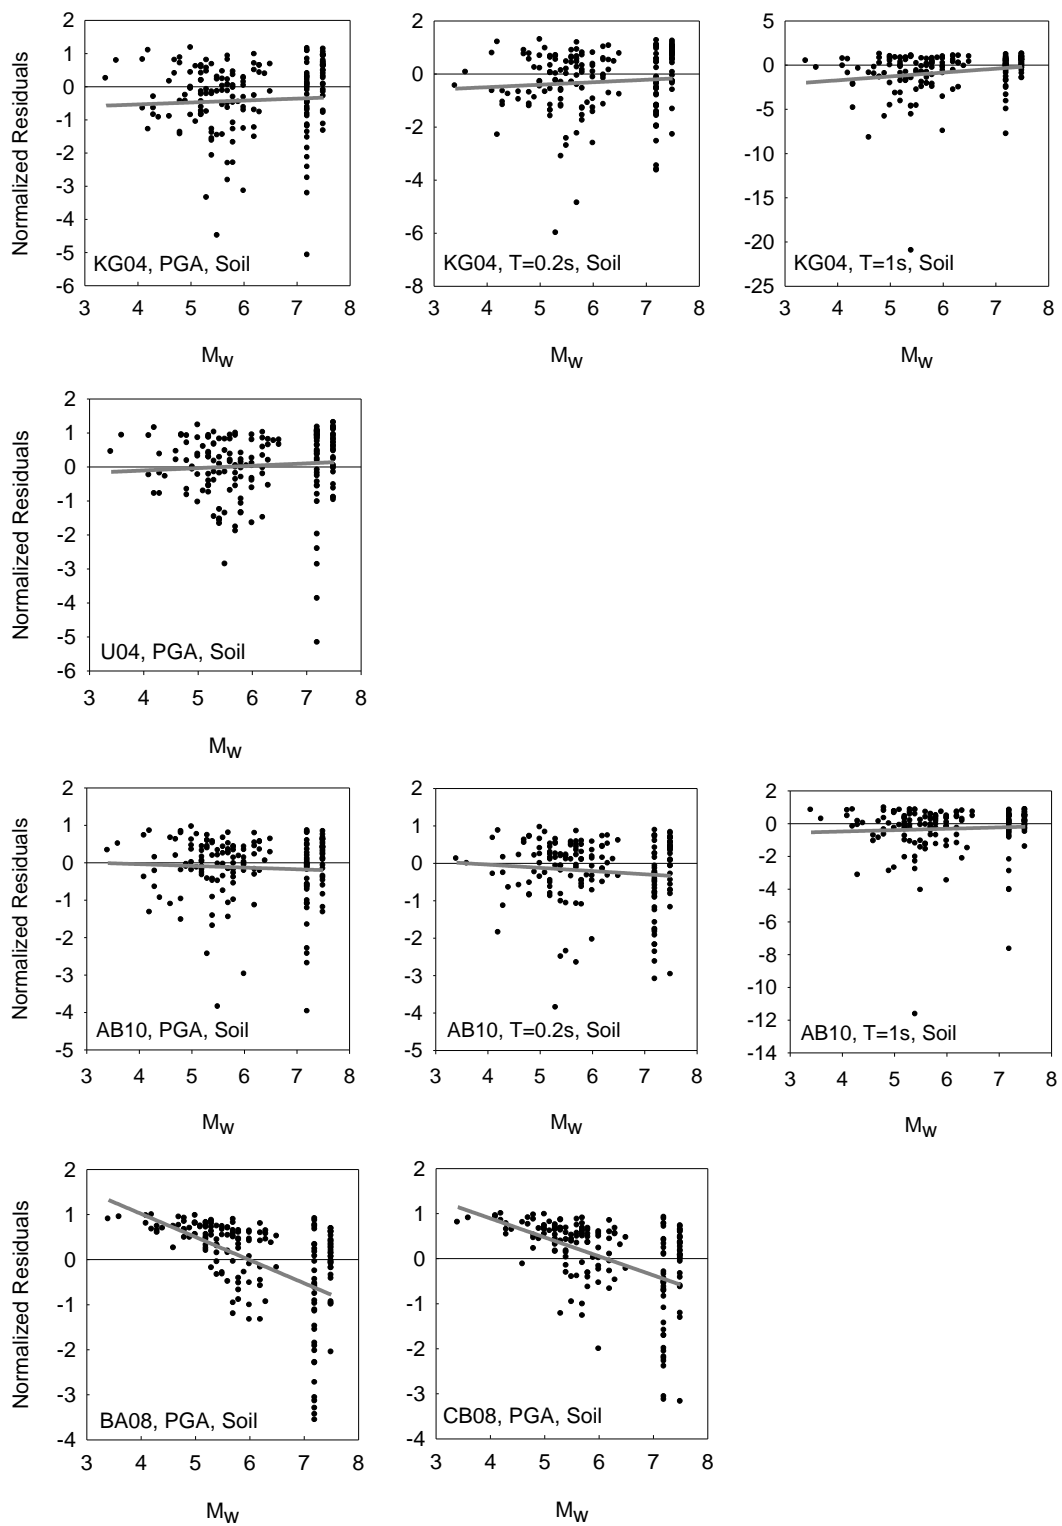 Normalized Residuals
2
1
0
-1
-2
-3
-4
-5
-6
KG04, PGA, Soil
3 4 5 6 7 8
MW
2
0
-2
-4
-6
-8
KG04, T=0.2s, Soil
3 4 5 6 7 8
MW
5
0
-5
-10
-15
-20
-25
KG04, T=1s, Soil
3 4 5 6 7 8
MW
Normalized Residuals
2
1
0
-1
-2
-3
-4
-5
-6
U04, PGA, Soil
3 4 5 6 7 8
MW
Normalized Residuals
2
1
0
-1
-2
-3
-4
-5
AB10, PGA, Soil
3 4 5 6 7 8
MW
2
1
0
-1
-2
-3
-4
-5
AB10, T=0.2s, Soil
3 4 5 6 7 8
MW
2
0
-2
-4
-6
-8
-10
-12
-14
AB10, T=1s, Soil
3 4 5 6 7 8
MW
Normalized Residuals
2
1
0
-1
-2
-3
-4
BA08, PGA, Soil
3 4 5 6 7 8
MW
2
1
0
-1
-2
-3
-4
CB08, PGA, Soil
3 4 5 6 7 8
MW